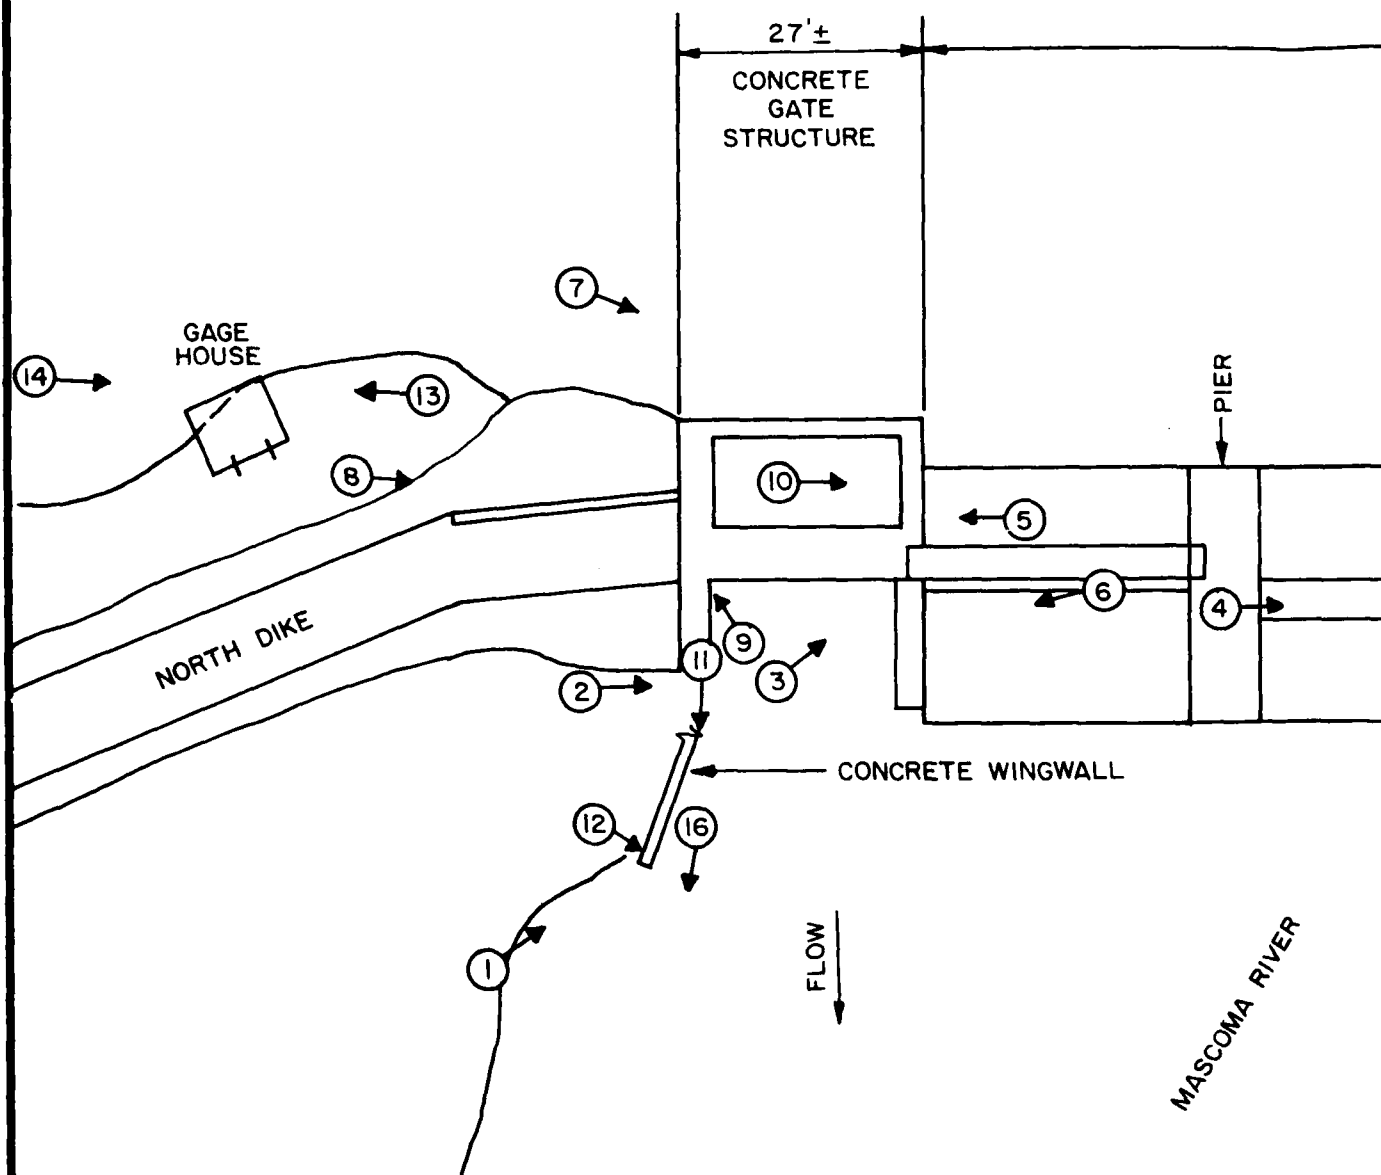 27'±
CONCRETE
GATE
STRUCTURE
7
GAGE
HOUSE
14
13
PIER
8
10
5
6
4
NORTH DIKE
9
11
3
2
CONCRETE WINGWALL
12
16
1
FLOW
MASCOMA RIVER